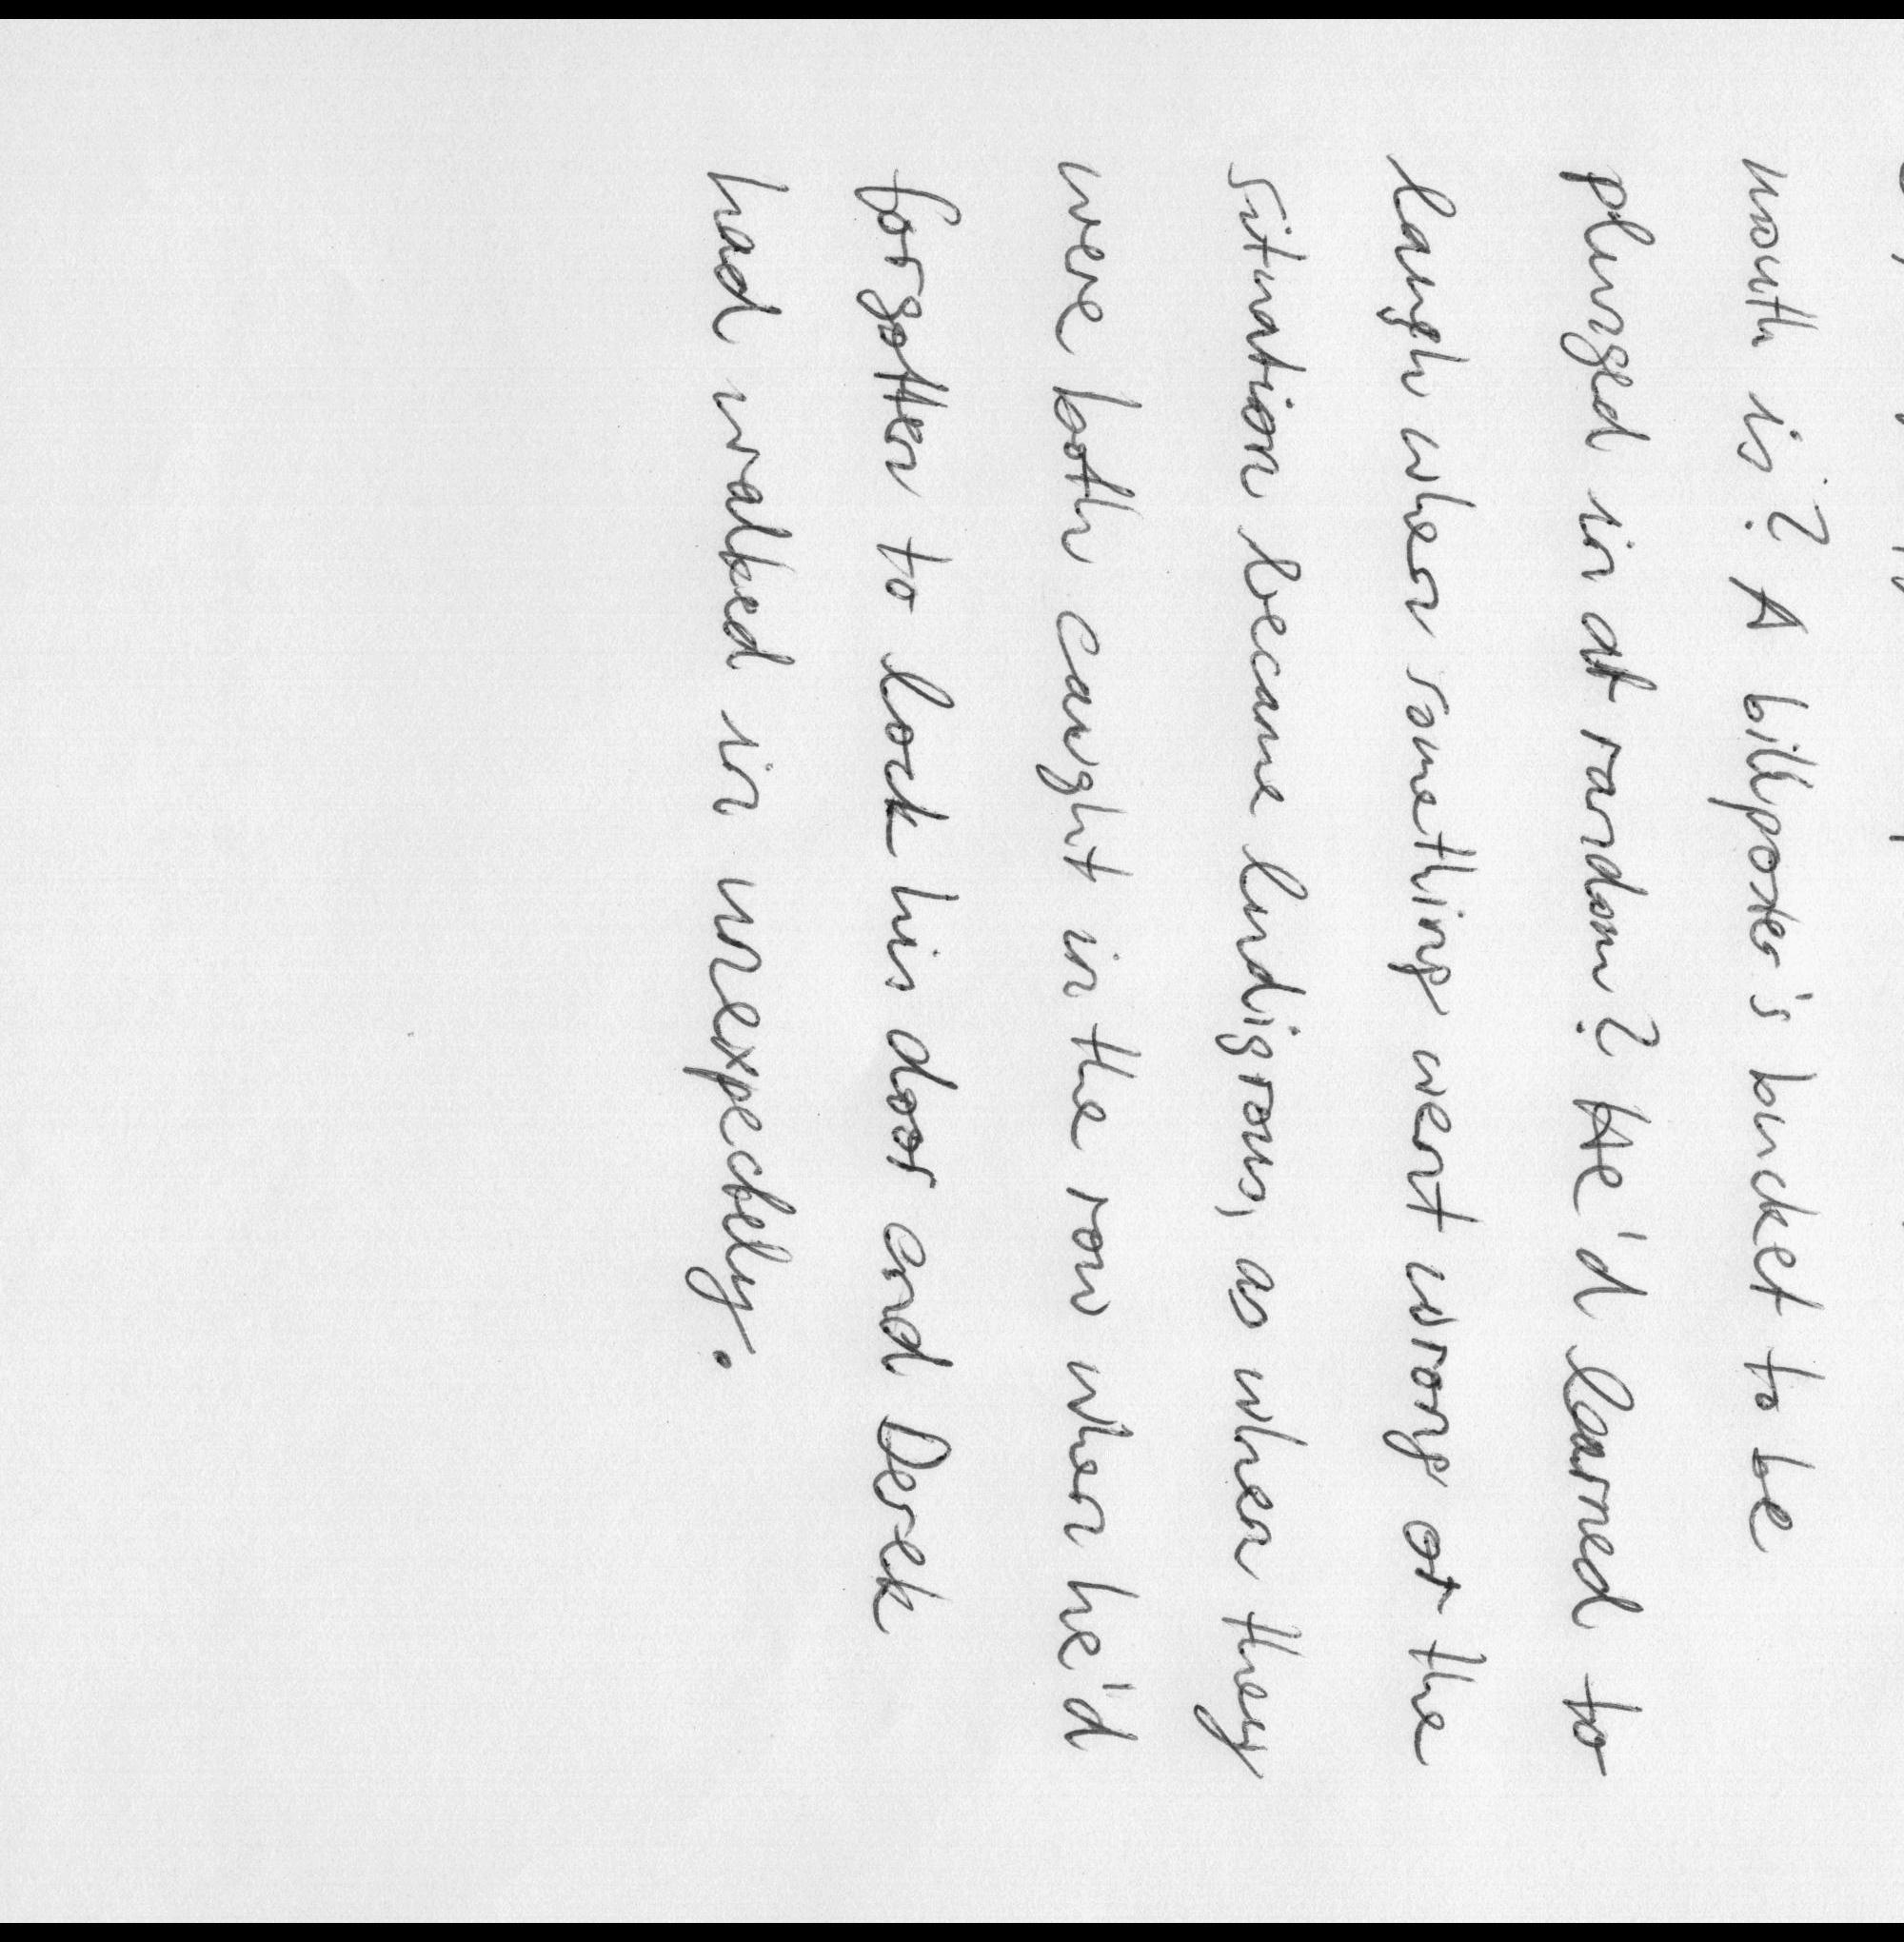 mouth is? A billposter's bucket to be
plunged in at random? He'd learned to
laugh when something went wrong or the
situation became ludigrous, as when they
were both caught in the row when he'd
forgotten to lock his door and Derek
had walked in unexpectely.